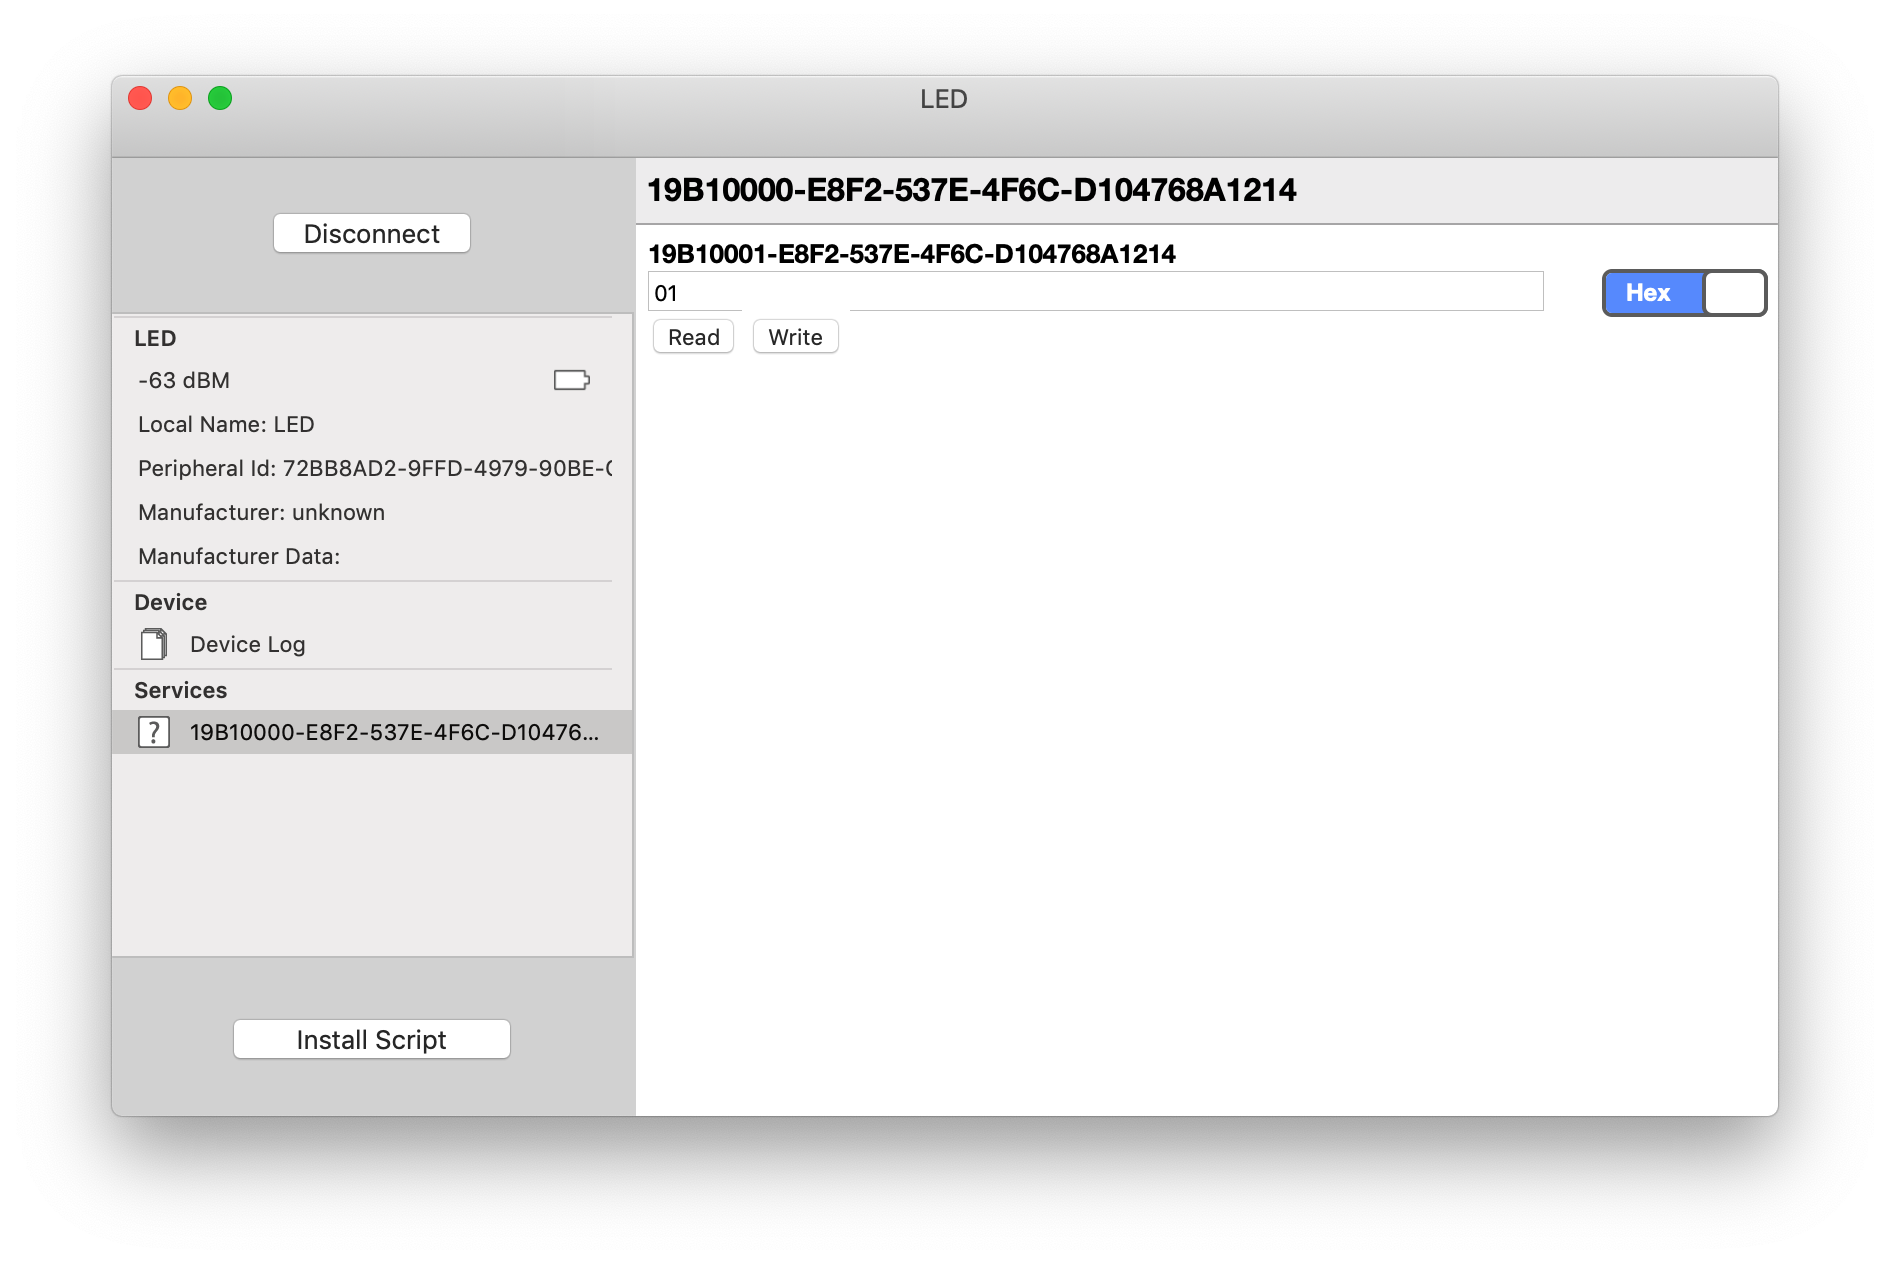 LED
Disconnect
LED
-63 dBM
Local Name: LED
Peripheral Id: 72BB8AD2-9FFD-4979-90BE-
Manufacturer: unknown
Manufacturer Data:
Device
Device Log
Services
? 19B10000-E8F2-537E-4F6C-D10476...
Install Script
19B10000-E8F2-537E-4F6C-D104768A1214
19B10001-E8F2-537E-4F6C-D104768A1214
01
Hex
Read Write